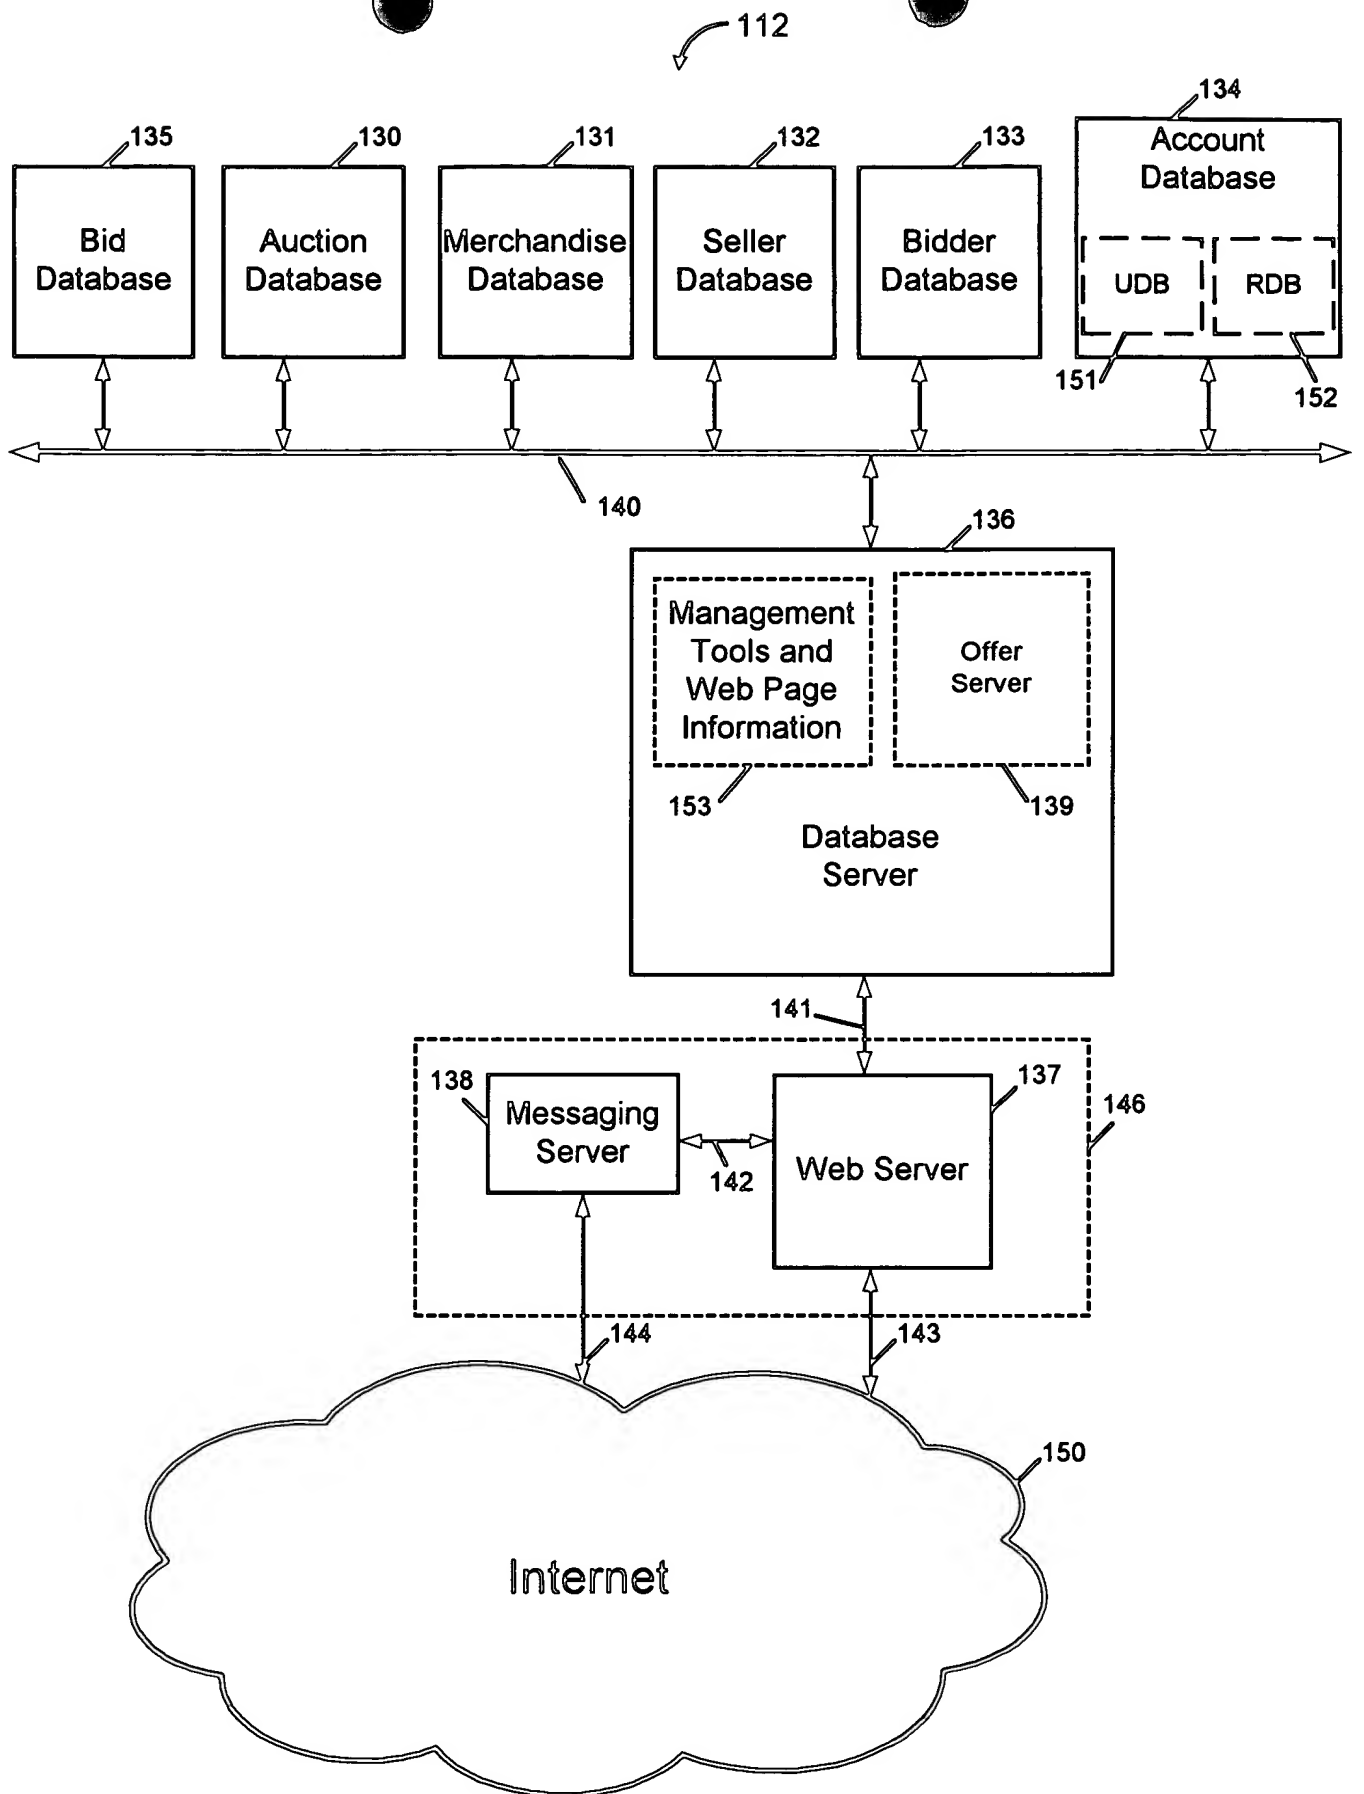 112
135
130
131
132
133
134
Bid
Database
Auction
Database
Merchandise
Database
Seller
Database
Bidder
Database
Account
Database
UDB
RDB
151
152
140
136
Management
Tools and
Web Page
Information
Offer
Server
153
139
Database
Server
141
138
137
146
Messaging
Server
142
Web Server
144
143
150
Internet